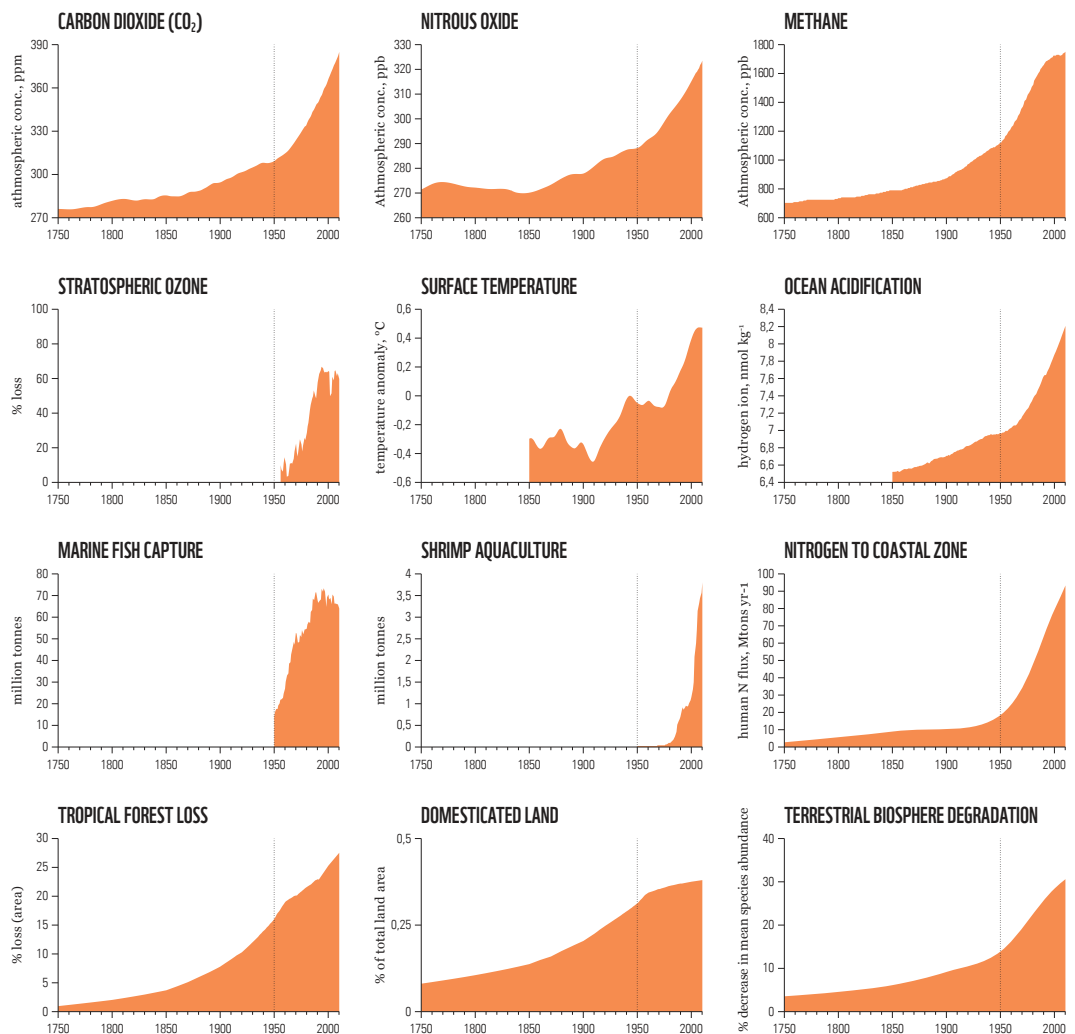 CARBON DIOXIDE (CO₂)
athmospheric conc., ppm
390
360
330
300
270
1750 1800 1850 1900 1950 2000
NITROUS OXIDE
Athmospheric conc., ppb
330
320
310
300
290
280
270
260
1750 1800 1850 1900 1950 2000
METHANE
Athmospheric conc., ppb
1800
1600
1400
1200
1000
800
600
1750 1800 1850 1900 1950 2000
STRATOSPHERIC OZONE
% loss
100
80
60
40
20
0
1750 1800 1850 1900 1950 2000
SURFACE TEMPERATURE
temperature anomaly, °C
0,6
0,4
0,2
0
-0,2
-0,4
-0,6
1750 1800 1850 1900 1950 2000
OCEAN ACIDIFICATION
hydrogen ion, nmol kg⁻¹
8,4
8,2
8
7,8
7,6
7,4
7,2
7
6,8
6,6
6,4
1750 1800 1850 1900 1950 2000
MARINE FISH CAPTURE
million tonnes
80
70
60
50
40
30
20
10
0
1750 1800 1850 1900 1950 2000
SHRIMP AQUACULTURE
million tonnes
4
3,5
3
2,5
2
1,5
1
0,5
0
1750 1800 1850 1900 1950 2000
NITROGEN TO COASTAL ZONE
human N flux, Mtons yr-1
100
90
80
70
60
50
40
30
20
10
0
1750 1800 1850 1900 1950 2000
TROPICAL FOREST LOSS
% loss (area)
30
25
20
15
10
5
0
1750 1800 1850 1900 1950 2000
DOMESTICATED LAND
% of total land area
0,5
0,25
0
1750 1800 1850 1900 1950 2000
TERRESTRIAL BIOSPHERE DEGRADATION
% decrease in mean species abundance
40
30
20
10
0
1750 1800 1850 1900 1950 2000